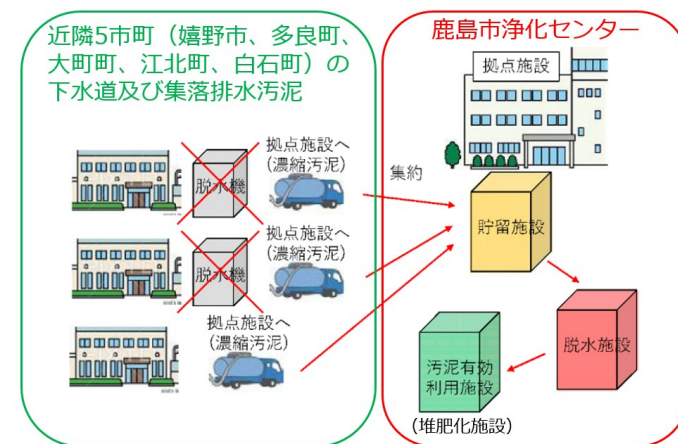 近隣5市町（嬉野市、多良町、
大町町、江北町、白石町）の
下水道及び集落排水汚泥
鹿島市浄化センター
拠点施設
拠点施設へ
(濃縮汚泥)
脱水機
集約
貯留施設
拠点施設へ
(濃縮汚泥)
脱水機
拠点施設へ
(濃縮汚泥)
脱水施設
汚泥有効
利用施設
(堆肥化施設)